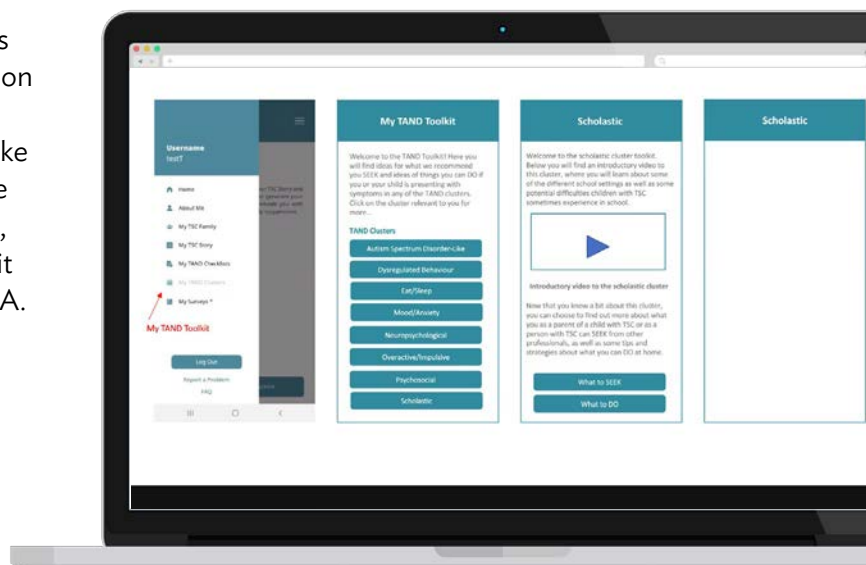 s
on
ke
e
,
it
A.
Username
testT
Home
About Me
My TSC Family
My TSC Story
My TAND Checklists
My TAND Clusters
My Surveys *
My TAND Toolkit
Log Out
Report a Problem
FAQ
My TAND Toolkit
Welcome to the TAND Toolkit! Here you
will find ideas for what we recommend
you SEEK and ideas of things you can DO if
you or your child is presenting with
symptoms in any of the TAND clusters.
Click on the cluster relevant to you for
more...
TAND Clusters
Autism Spectrum Disorder-Like
Dysregulated Behaviour
Eat/Sleep
Mood/Anxiety
Neuropsychological
Overactive/Impulsive
Psychosocial
Scholastic
Scholastic
Welcome to the scholastic cluster toolkit.
Below you will find an introductory video to
this cluster, where you will learn about some
of the different school settings as well as some
potential difficulties children with TSC
sometimes experience in school.
Introductory video to the scholastic cluster
Now that you know a bit about this cluster,
you can choose to find out more about what
you as a parent of a child with TSC or as a
person with TSC can SEEK from other
professionals, as well as some tips and
strategies about what you can DO at home.
What to SEEK
What to DO
Scholastic